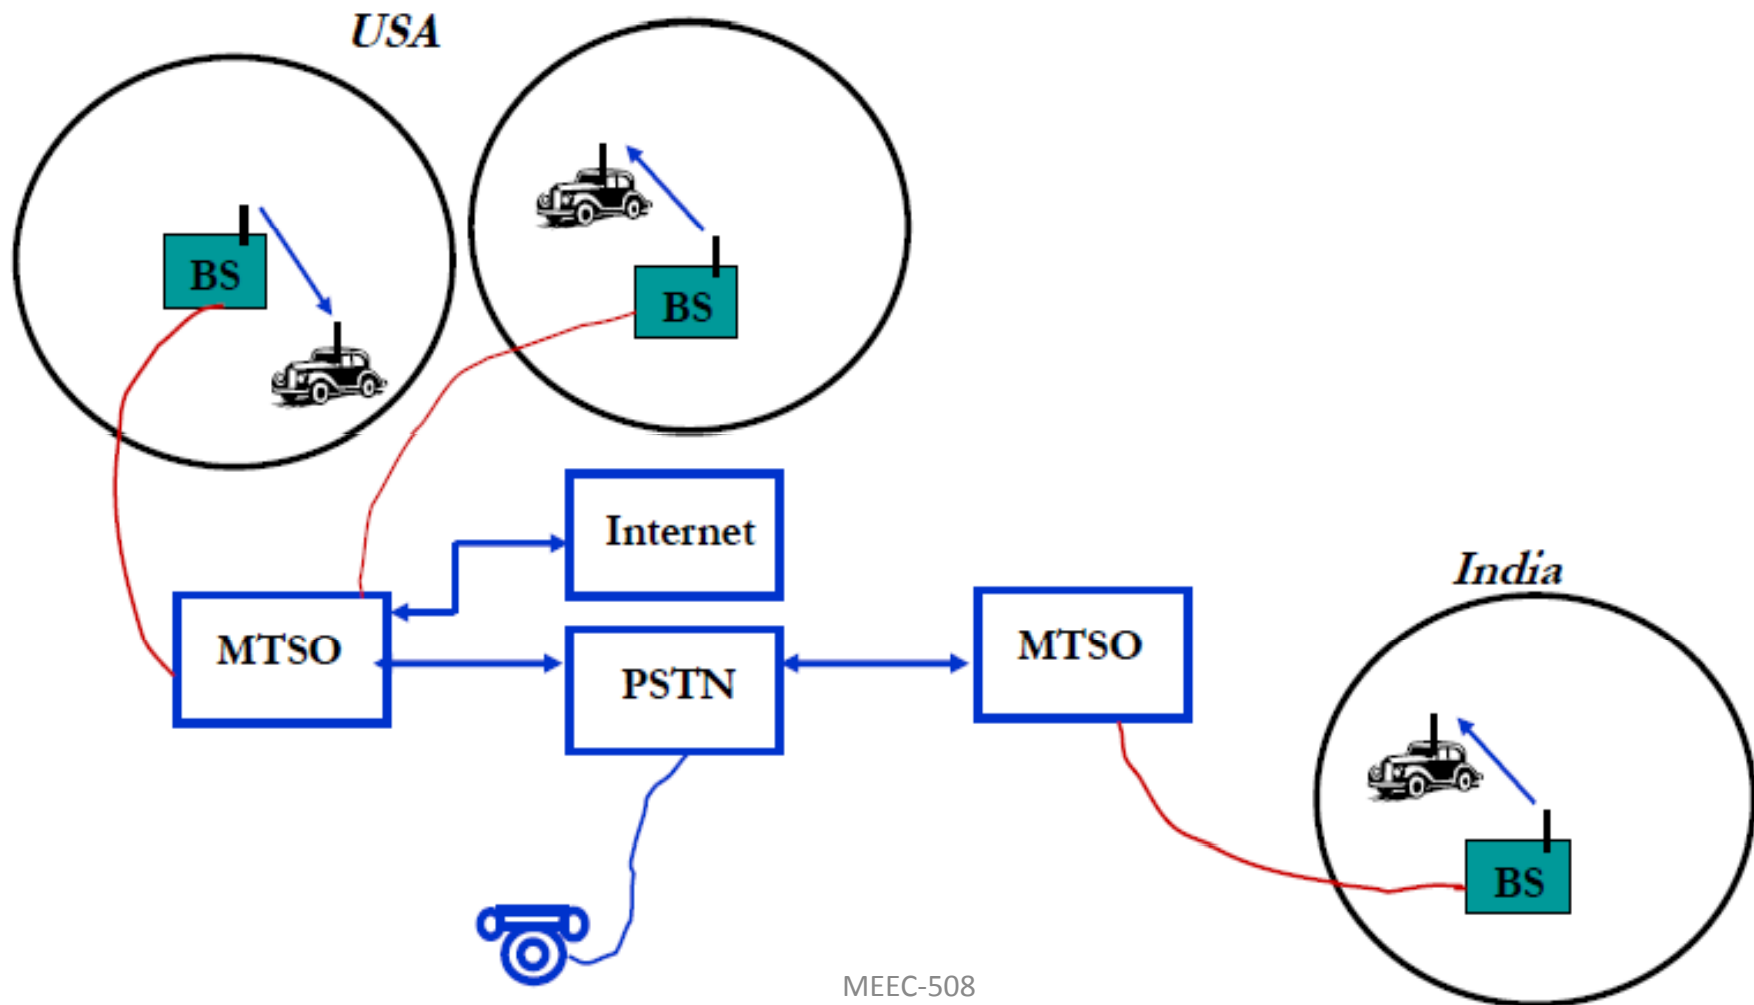 USA
BS
BS
Internet
MTSO
PSTN
MTSO
India
BS
MEEC-508